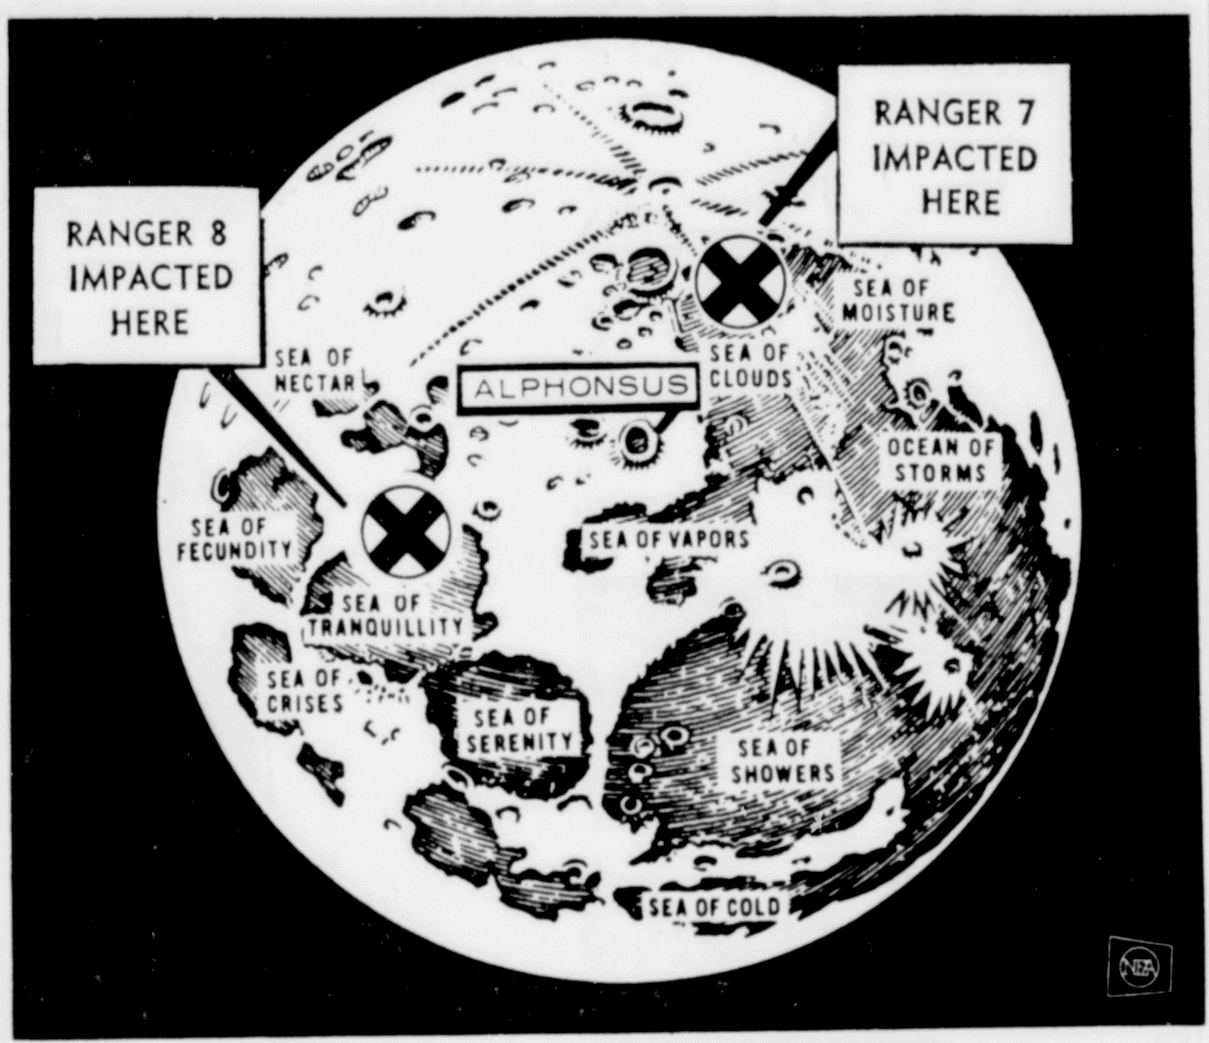 RANGER 7
IMPACTED
HERE
RANGER 8
IMPACTED
HERE
SEA OF
MOISTURE
SEA OF
NECTAR
ALPHONSUS
SEA OF
CLOUDS
OCEAN OF
STORMS
SEA OF
FECUNDITY
SEA OF VAPORS
SEA OF
TRANQUILLITY
SEA OF
CRISES
SEA OF
SERENITY
SEA OF
SHOWERS
SEA OF COLD
NEA